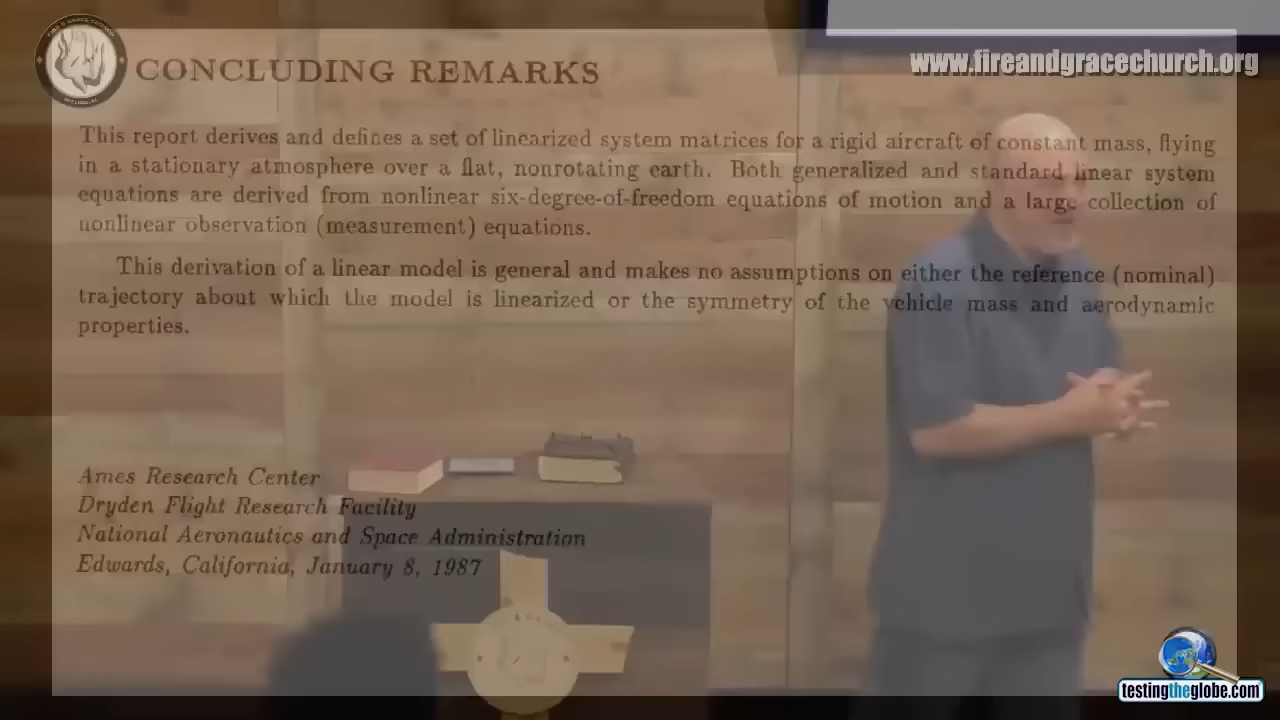 www.fireandgracechurch.org
CONCLUDING REMARKS
This report derives and defines a set of linearized system matrices for a rigid aircraft of constant mass, flying
in a stationary atmosphere over a flat, nonrotating earth. Both generalized and standard linear system
equations are derived from nonlinear six-degree-of-freedom equations of motion and a large collection of
nonlinear observation (measurement) equations.
This derivation of a linear model is general and makes no assumptions on either the reference (nominal)
trajectory about which the model is linearized or the symmetry of the vehicle mass and aerodynamic
properties.
Ames Research Center
Dryden Flight Research Facility
National Aeronautics and Space Administration
Edwards, California, January 8, 1987
testingtheglobe.com